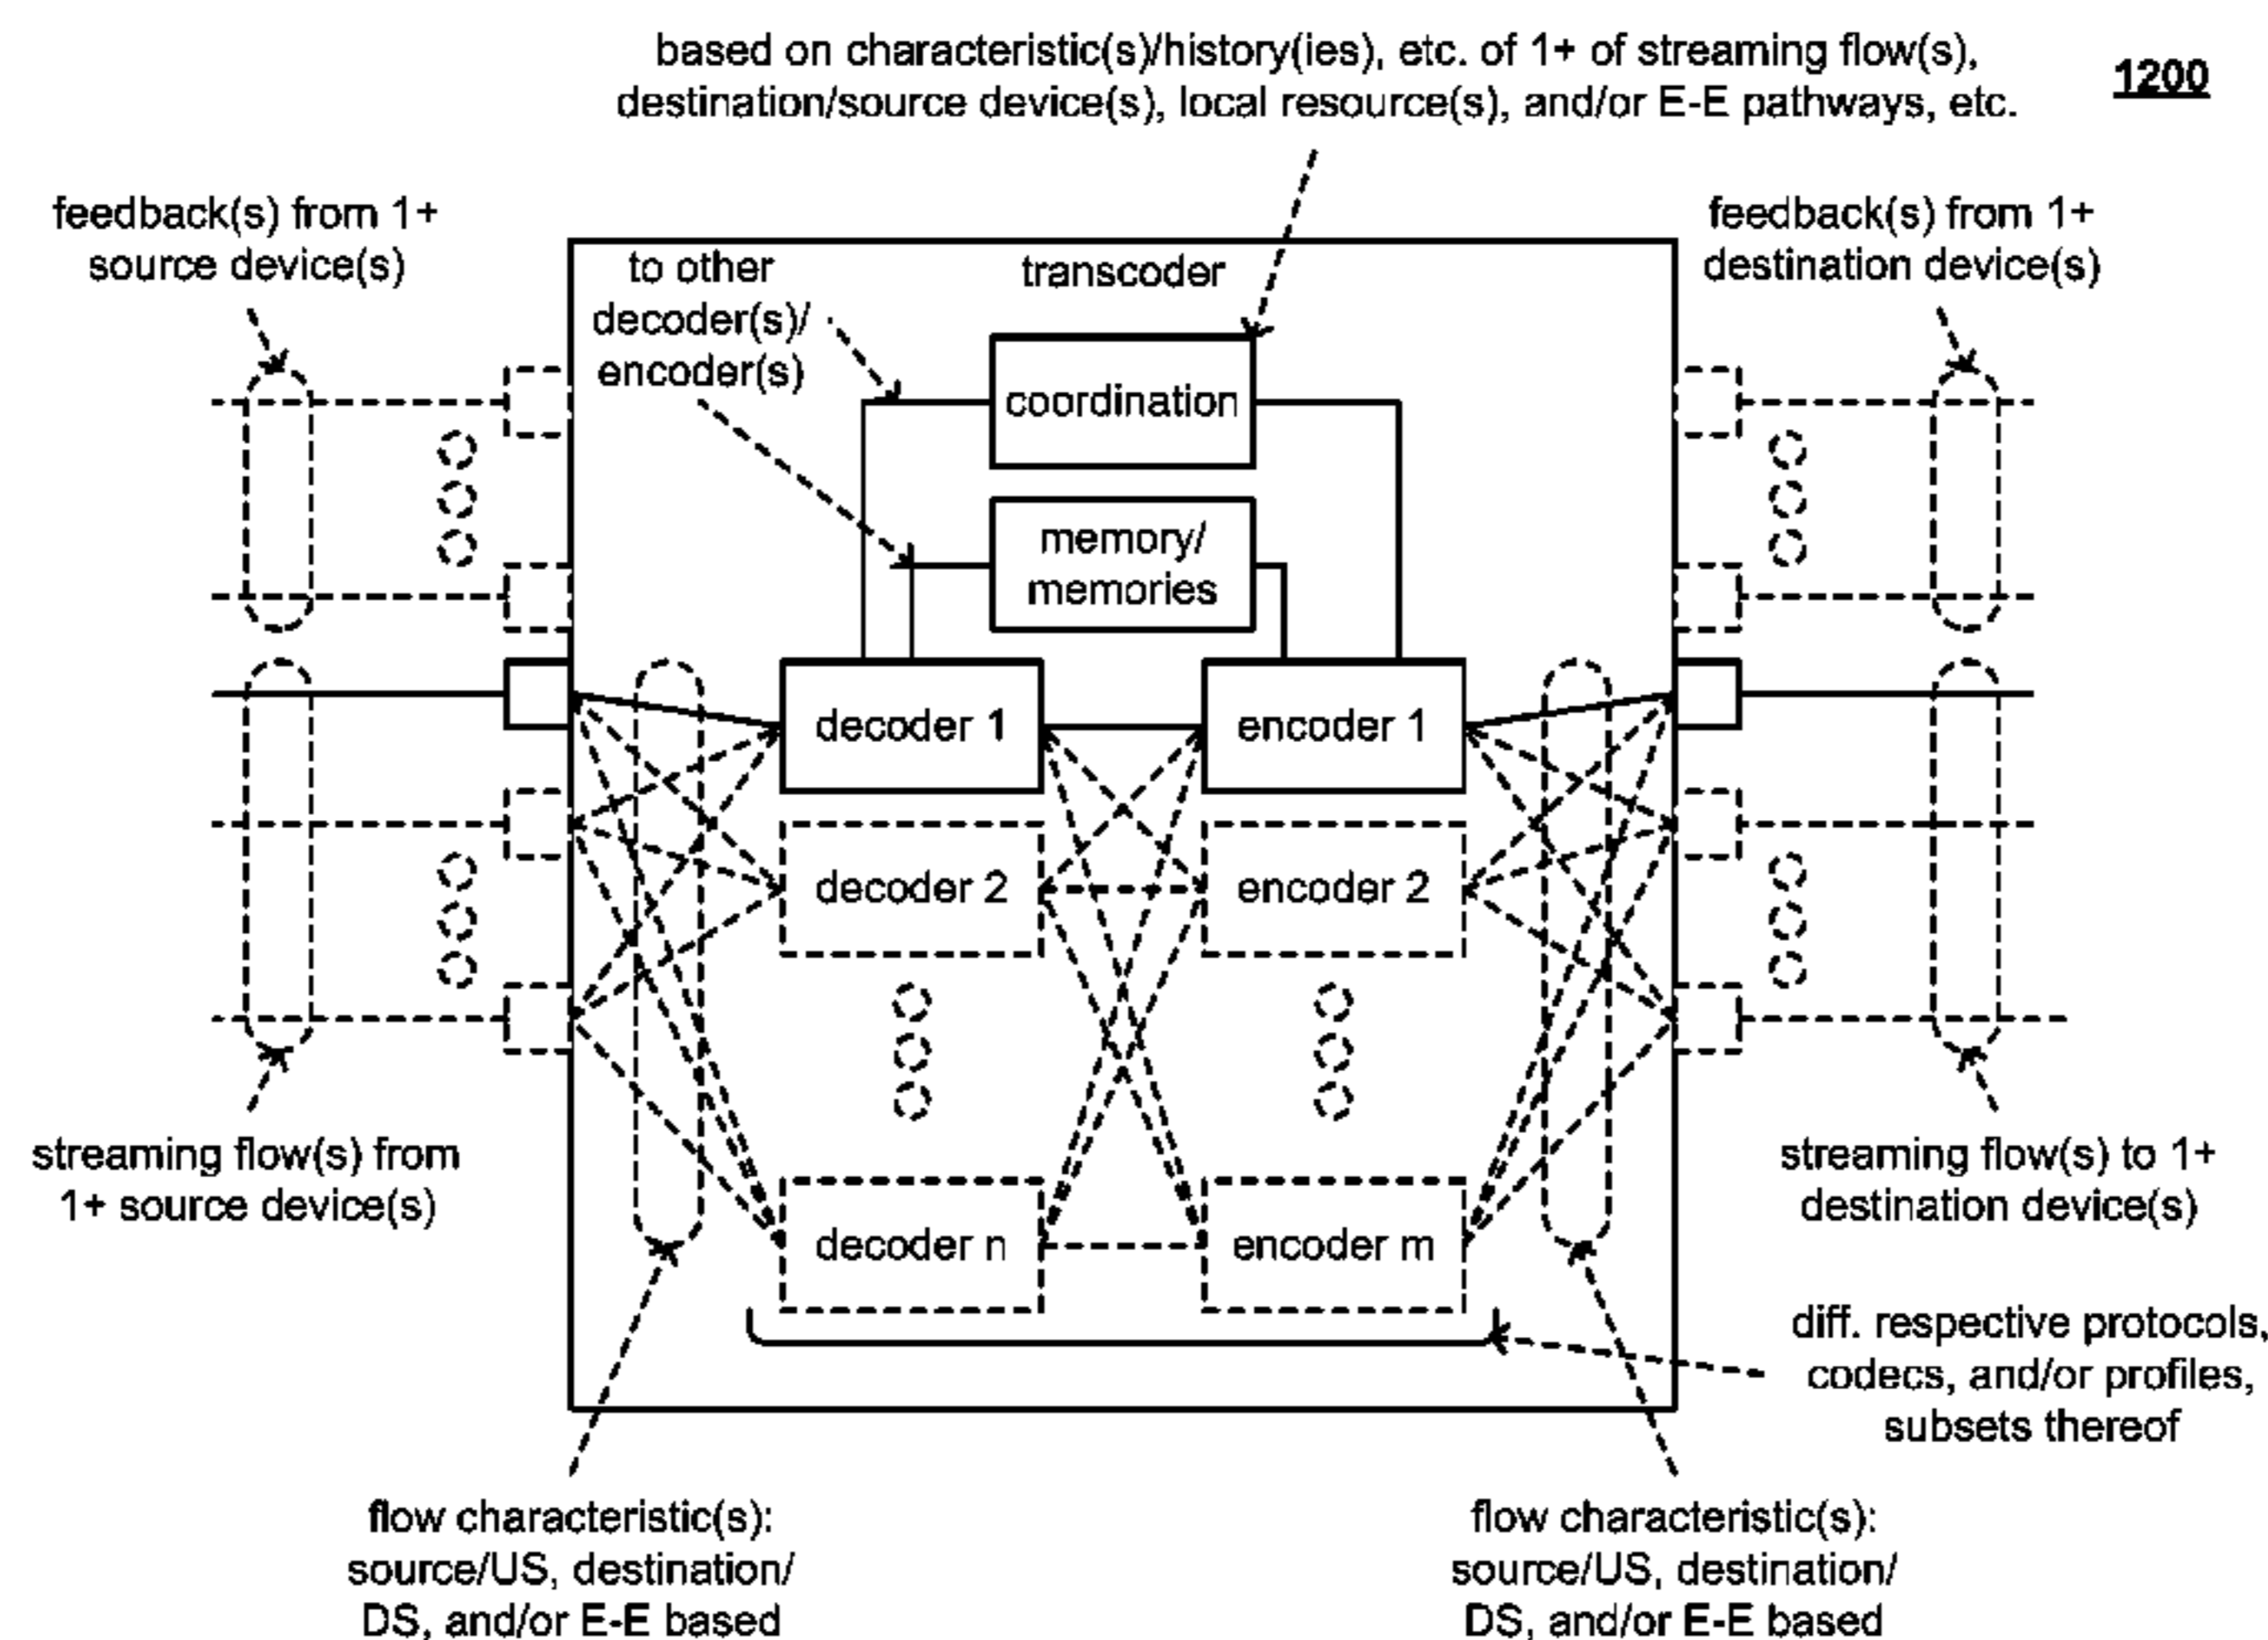 based on characteristic(s)/history(ies), etc. of 1+ of streaming flow(s),
destination/source device(s), local resource(s), and/or E-E pathways, etc.
1200
feedback(s) from 1+
source device(s)
to other
decoder(s)/
encoder(s)
transcoder
feedback(s) from 1+
destination device(s)
coordination
memory/
memories
decoder 1
encoder 1
decoder 2
encoder 2
streaming flow(s) from
1+ source device(s)
decoder n
encoder m
streaming flow(s) to 1+
destination device(s)
diff. respective protocols,
codecs, and/or profiles,
subsets thereof
flow characteristic(s):
source/US, destination/
DS, and/or E-E based
flow characteristic(s):
source/US, destination/
DS, and/or E-E based